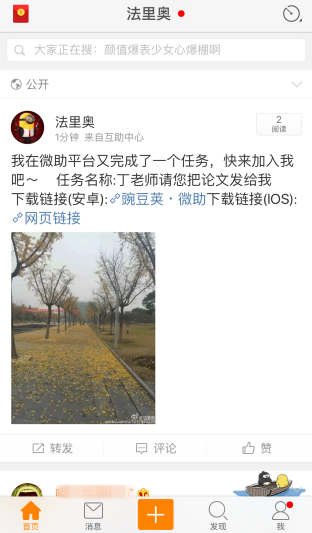 法里奥
大家正在搜：颜值爆表少女心爆棚啊
公开
法里奥
1分钟 来自互助中心
2
阅读
我在微助平台又完成了一个任务，快来加入我
吧～ 任务名称:丁老师请您把论文发给我
下载链接(安卓):豌豆荚・微助下载链接(IOS):
网页链接
转发
评论
赞
首页
消息
发现
我